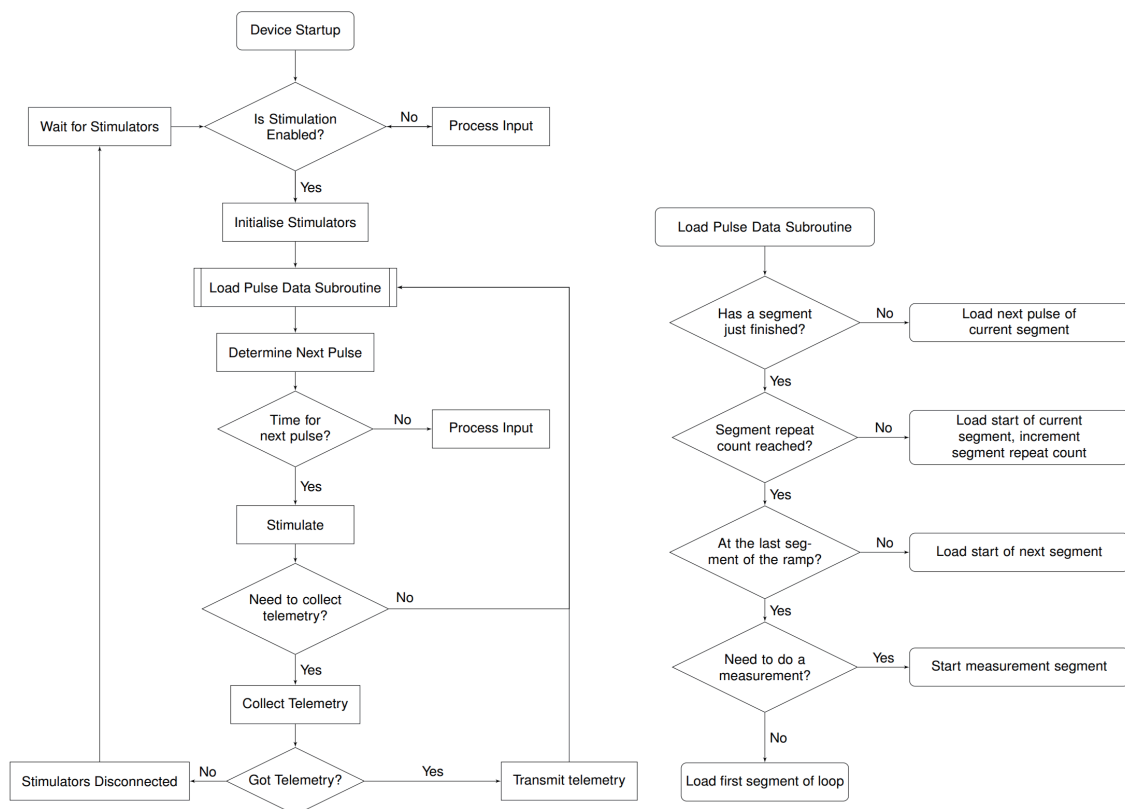 Device Startup
Wait for Stimulators
Is Stimulation
Enabled?
No
Process Input
Yes
Initialise Stimulators
Load Pulse Data Subroutine
Determine Next Pulse
Time for
next pulse?
No
Process Input
Yes
Stimulate
Need to collect
telemetry?
No
Yes
Collect Telemetry
Stimulators Disconnected
No
Got Telemetry?
Yes
Transmit telemetry
Load Pulse Data Subroutine
Has a segment
just finished?
No
Load next pulse of
current segment
Yes
Segment repeat
count reached?
No
Load start of current
segment, increment
segment repeat count
Yes
At the last seg-
ment of the ramp?
No
Load start of next segment
Yes
Need to do a
measurement?
Yes
Start measurement segment
No
Load first segment of loop